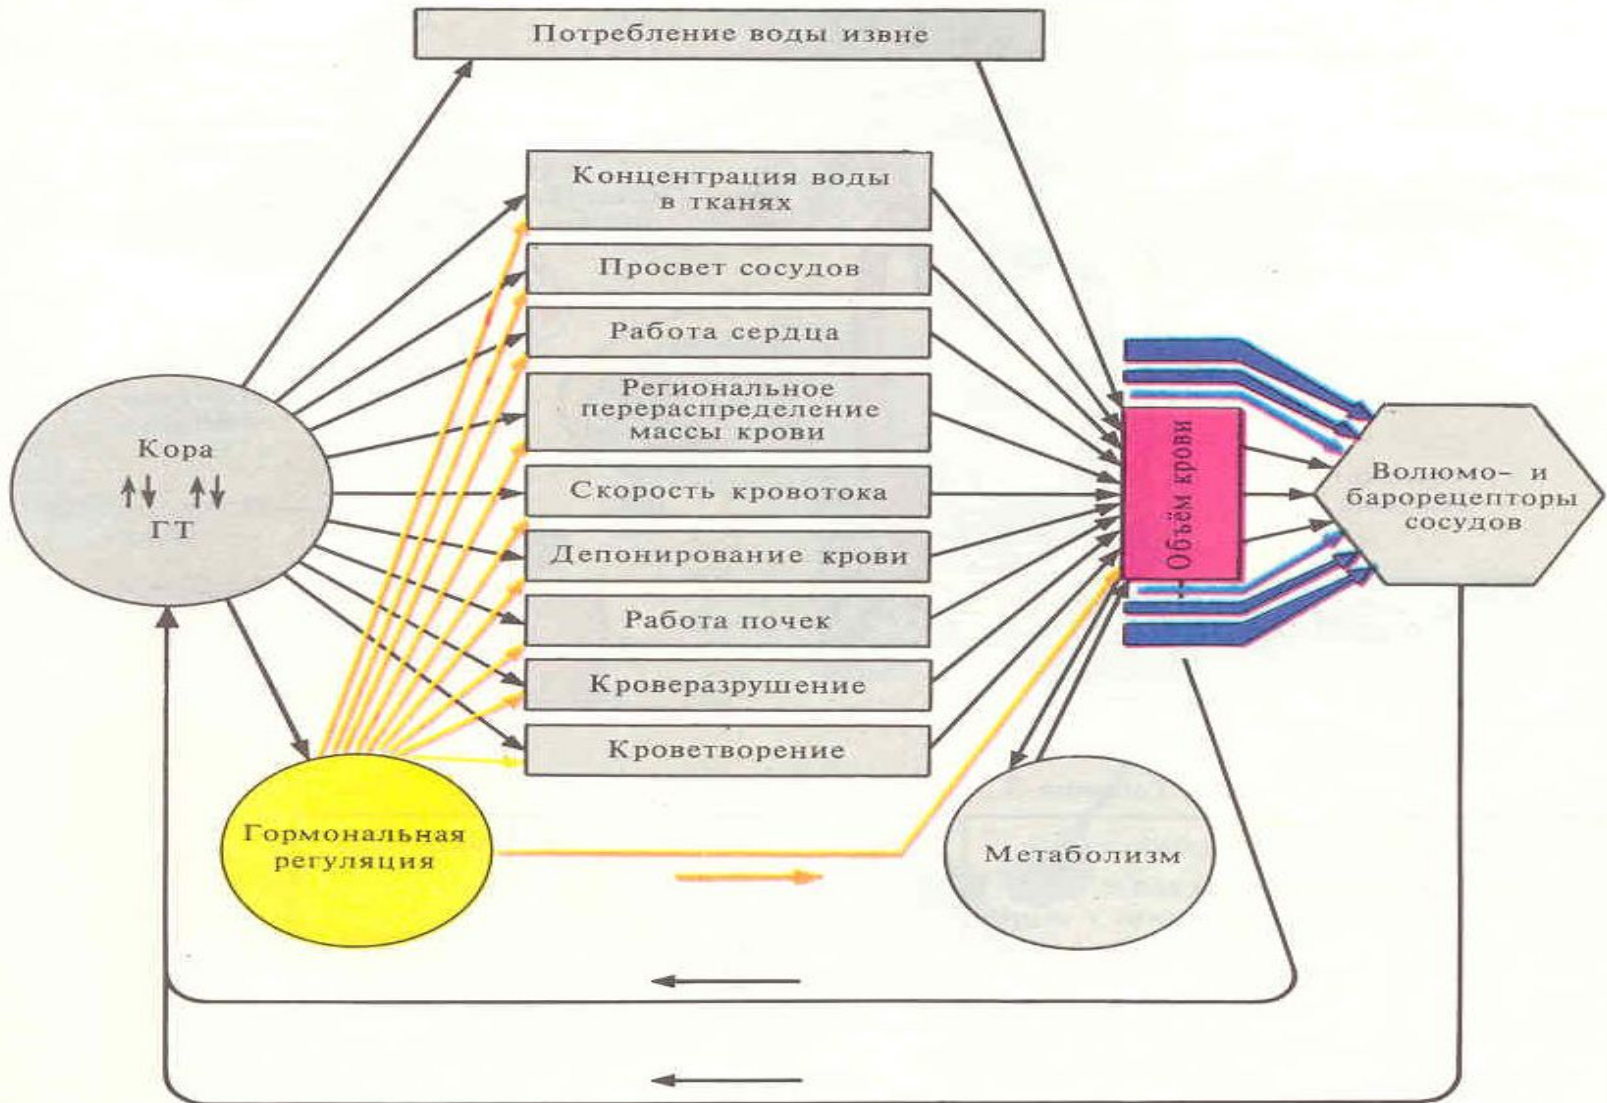 Потребление воды извне
Концентрация воды
в тканях
Просвет сосудов
Работа сердца
Региональное
перераспределение
массы крови
Скорость кровотока
Депонирование крови
Работа почек
Кроверазрушение
Кроветворение
Кора
ГТ
Гормональная
регуляция
Объём крови
Метаболизм
Волюмо- и
барорецепторы
сосудов